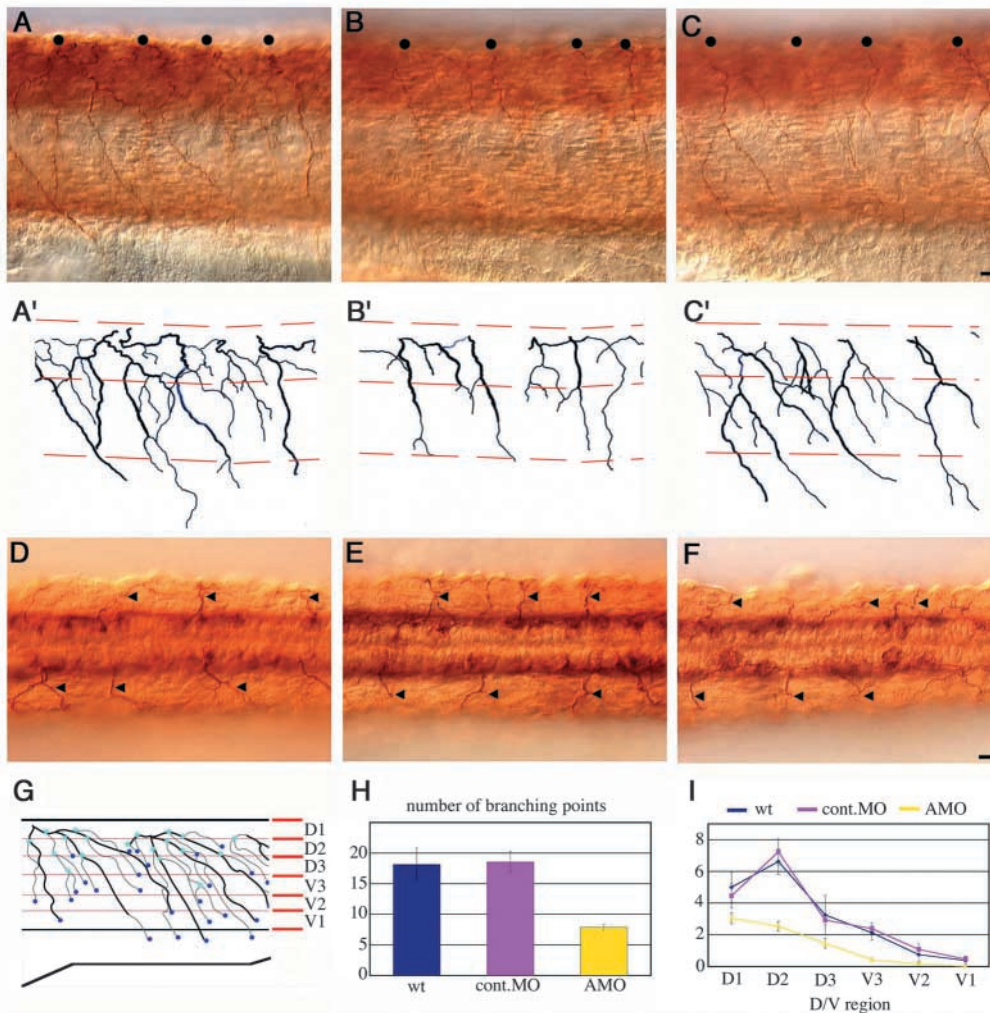 A
B
C
A'
B'
C'
D
E
F
G
D1
D2
D3
V3
V2
V1
H
number of branching points
20
15
10
5
0
wt
cont.MO
AMO
I
wt
cont.MO
AMO
8
6
4
2
0
D1
D2
D3
V3
V2
V1
D/V region